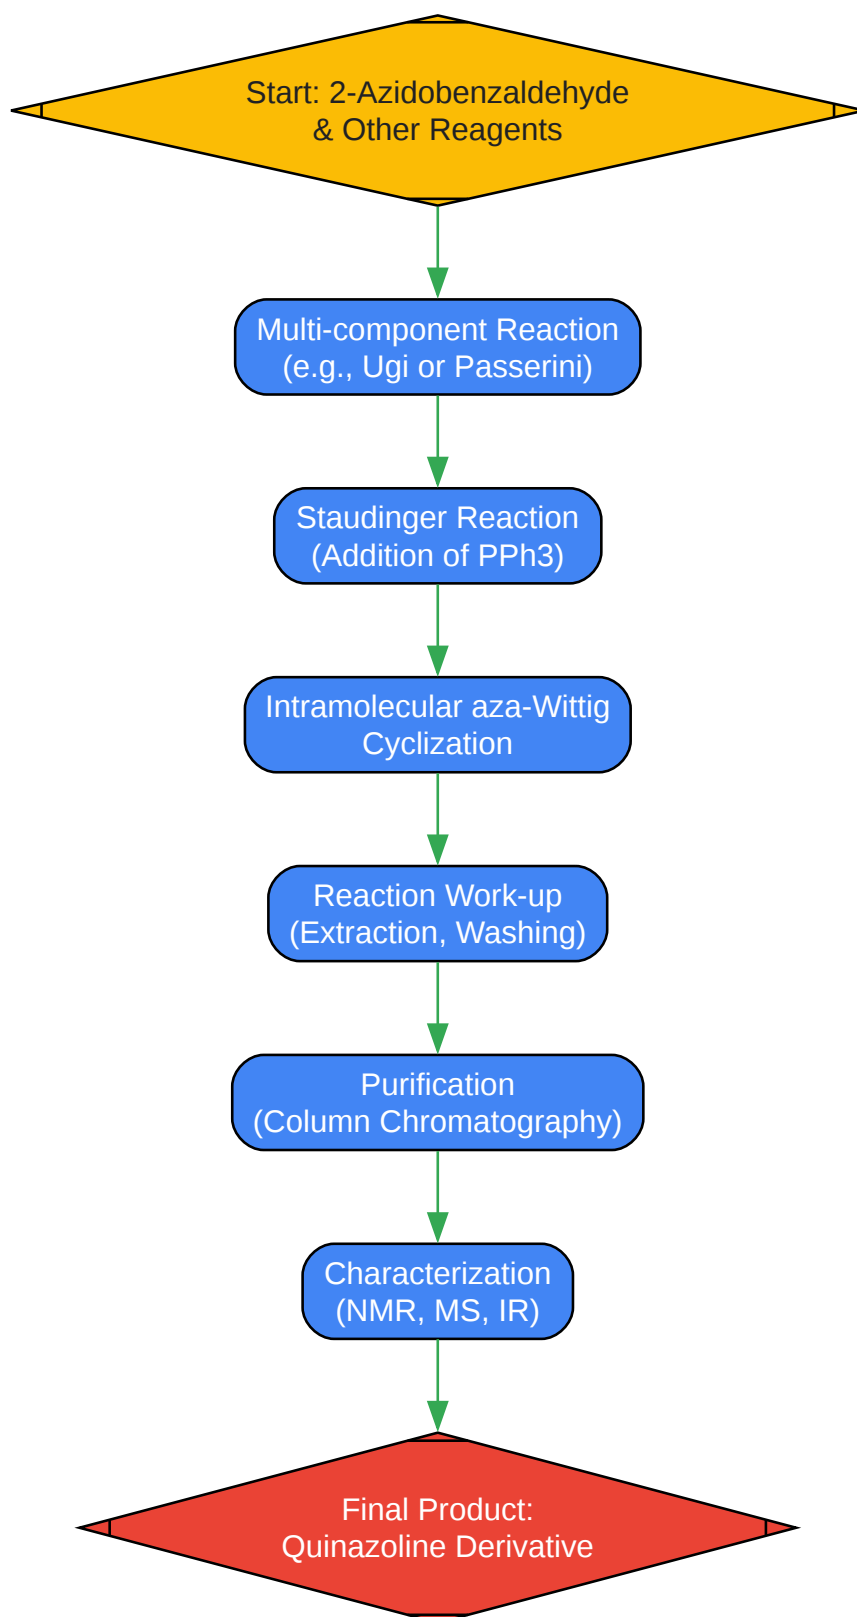 Start: 2-Azidobenzaldehyde
& Other Reagents
Multi-component Reaction
(e.g., Ugi or Passerini)
Staudinger Reaction
(Addition of PPh3)
Intramolecular aza-Wittig
Cyclization
Reaction Work-up
(Extraction, Washing)
Purification
(Column Chromatography)
Characterization
(NMR, MS, IR)
Final Product:
Quinazoline Derivative